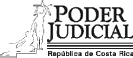 PODER
JUDICIAL
República de Costa Rica